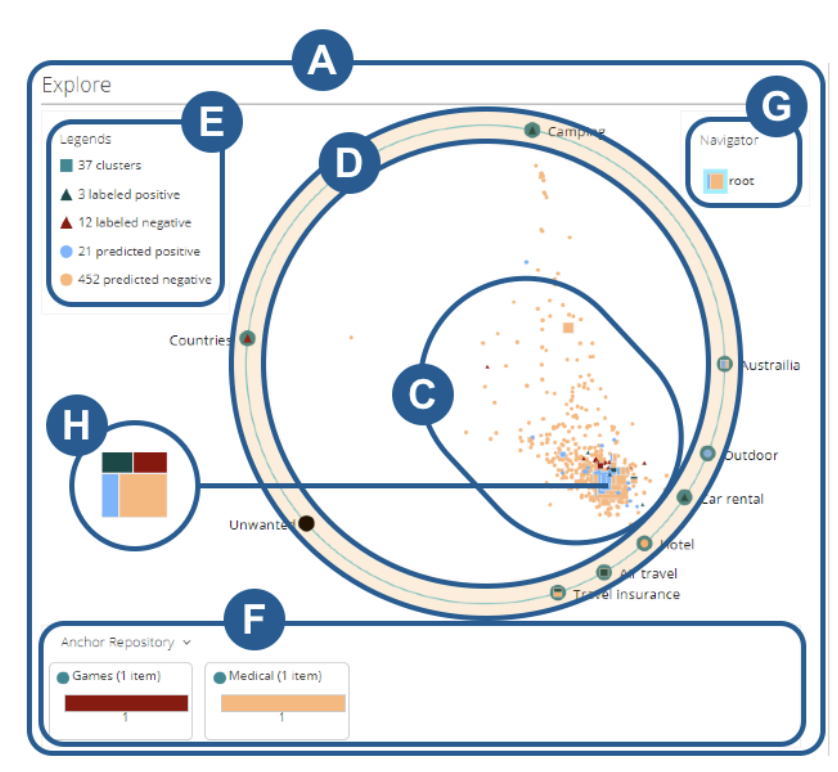 A
Explore
E
G
Legends
37 clusters
3 labeled positive
12 labeled negative
21 predicted positive
452 predicted negative
D
Camping
Navigator
root
Countries
Austrailia
C
H
Outdoor
Car rental
Unwanted
Hotel
Air travel
Travel insurance
F
Anchor Repository
Games (1 item)
Medical (1 item)
1
1